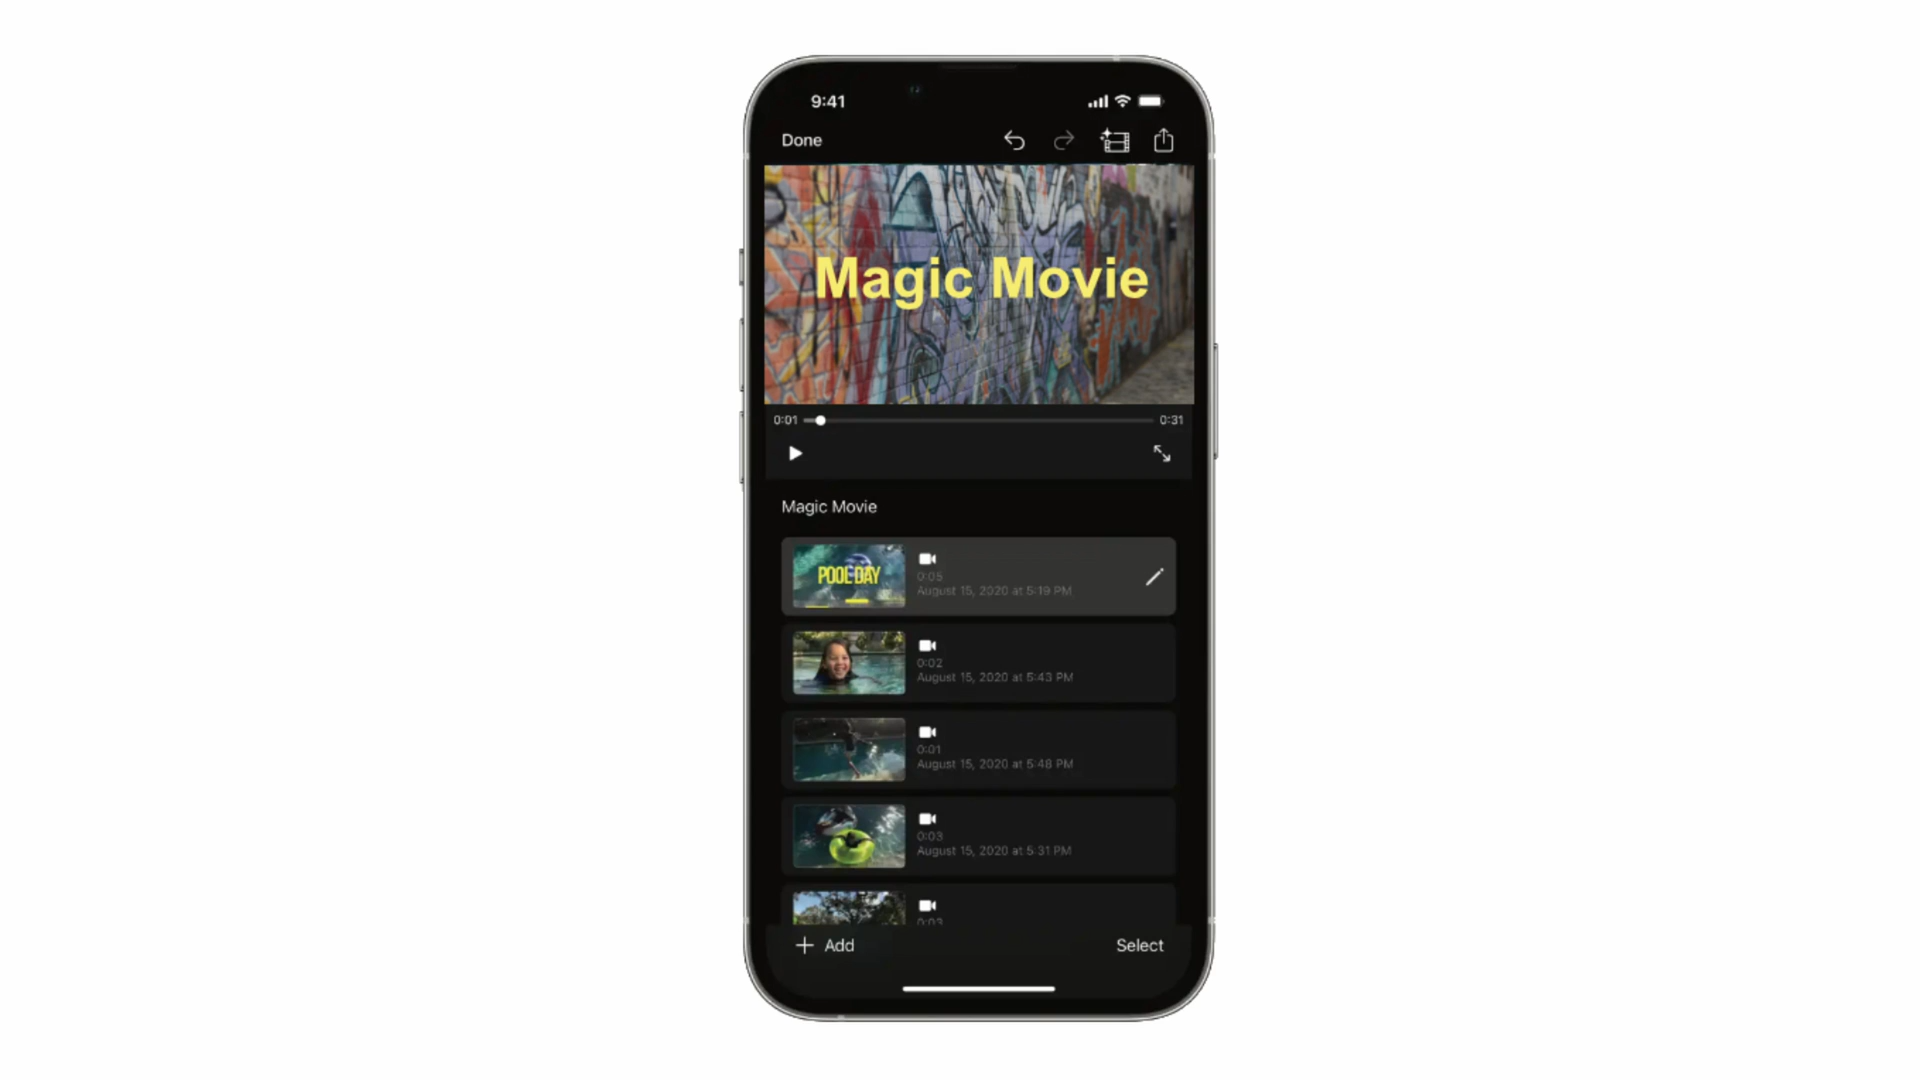 9:41
Done
Magic Movie
0:01
0:31
Magic Movie
POOL DAY
0:05
August 15, 2020 at 5:19 PM
0:02
August 15, 2020 at 5:43 PM
0:01
August 15, 2020 at 5:48 PM
0:03
August 15, 2020 at 5:31 PM
0:03
Add
Select